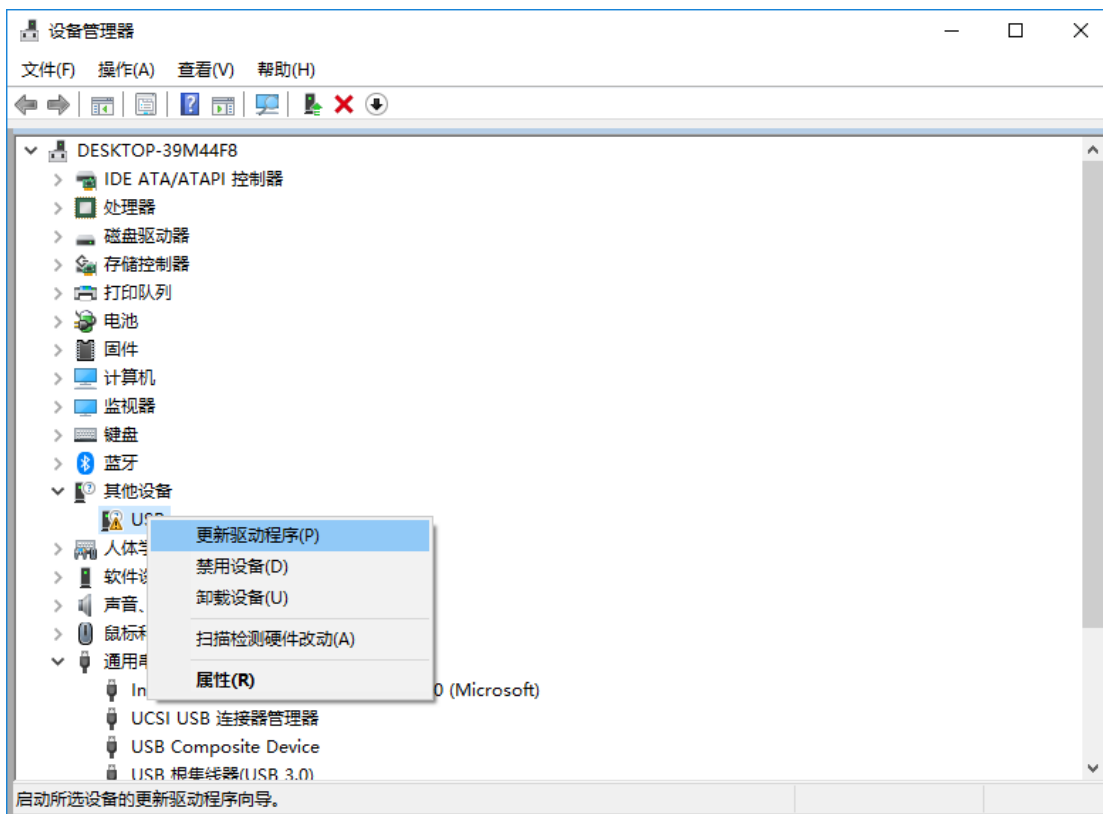 设备管理器
文件(F) 操作(A) 查看(V) 帮助(H)
DESKTOP-39M44F8
IDE ATA/ATAPI 控制器
处理器
磁盘驱动器
存储控制器
打印队列
电池
固件
计算机
监视器
键盘
蓝牙
其他设备
更新驱动程序(P)
人体
禁用设备(D)
软件
卸载设备(U)
声音、
鼠标
扫描检测硬件改动(A)
通用
属性(R)
In
0 (Microsoft)
UCSI USB 连接器管理器
USB Composite Device
USB 根集线器(USB 3.0)
启动所选设备的更新驱动程序向导。